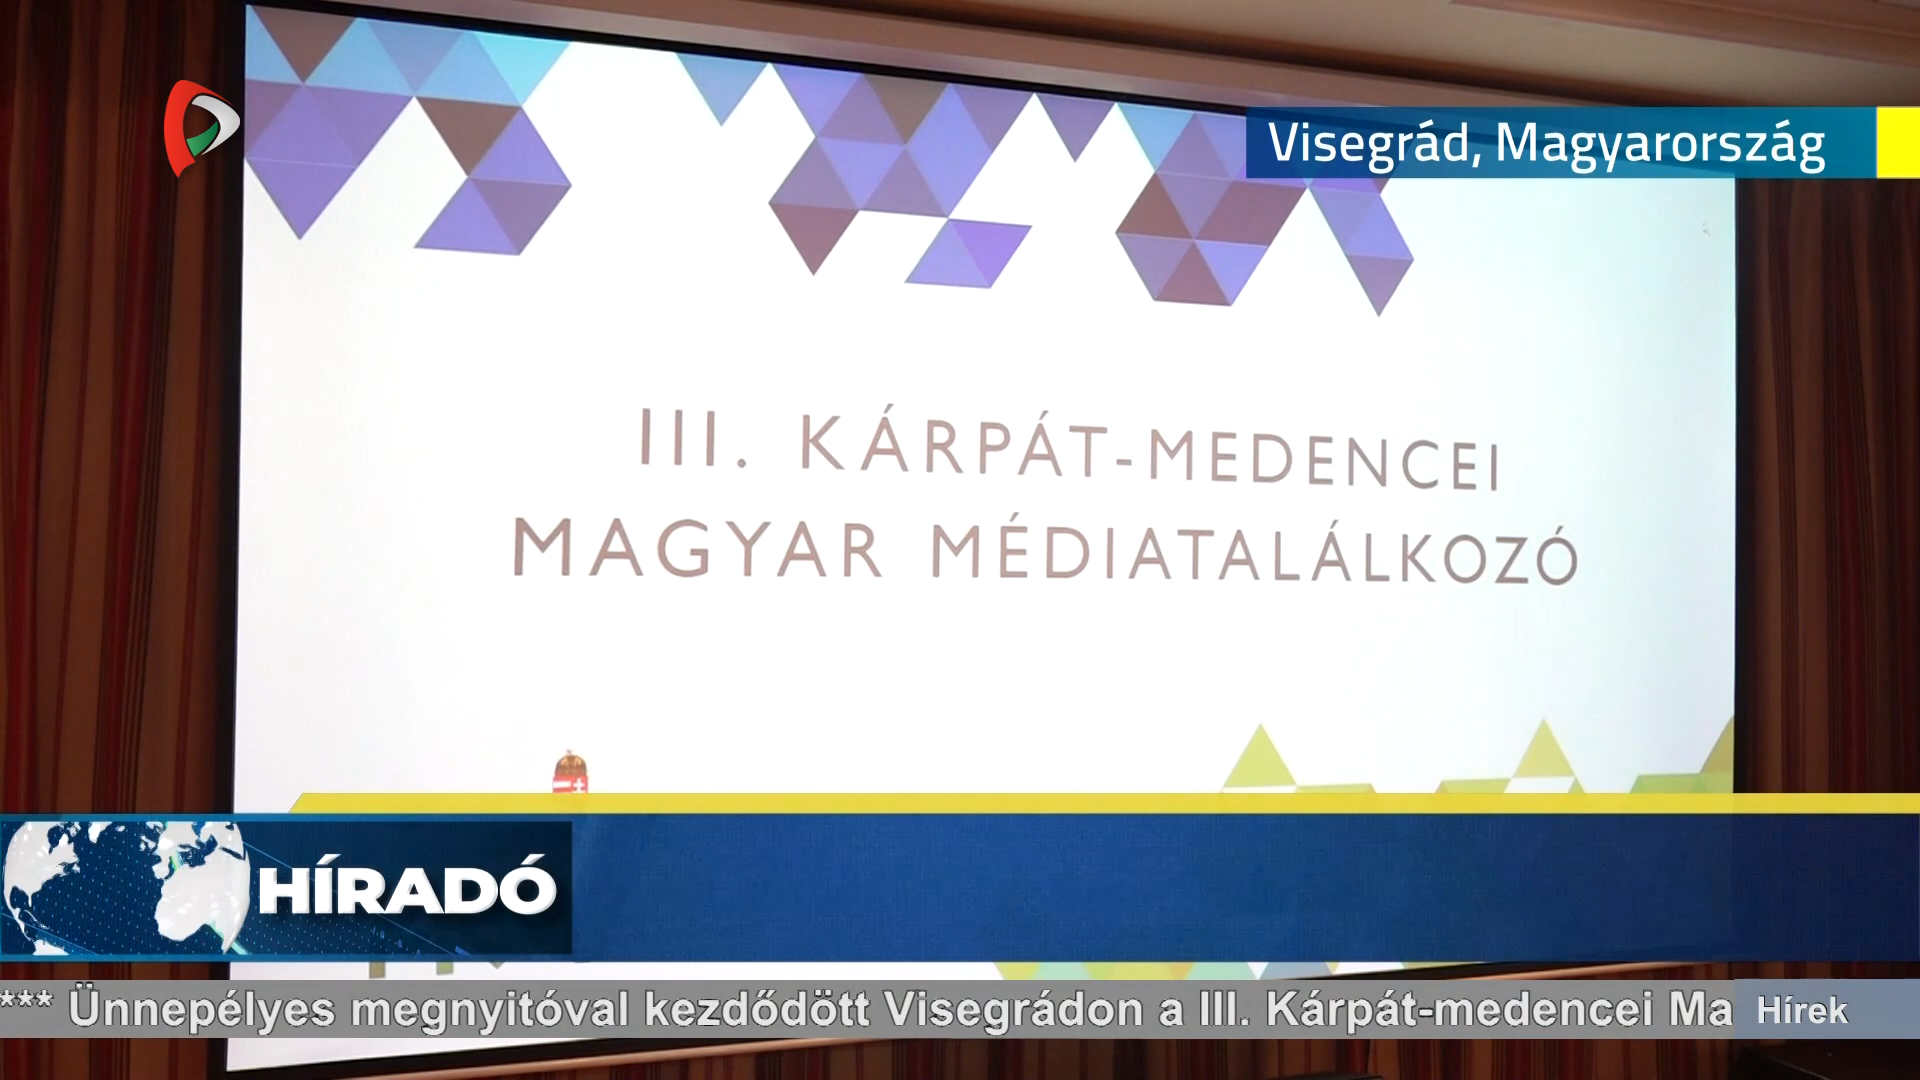 Visegrád, Magyarország
III. KÁRPÁT-MEDENCEI
MAGYAR MÉDIATALÁLKOZÓ
HÍRADÓ
*** Ünnepélyes megnyitóval kezdődött Visegrádon a III. Kárpát-medencei Ma
Hírek